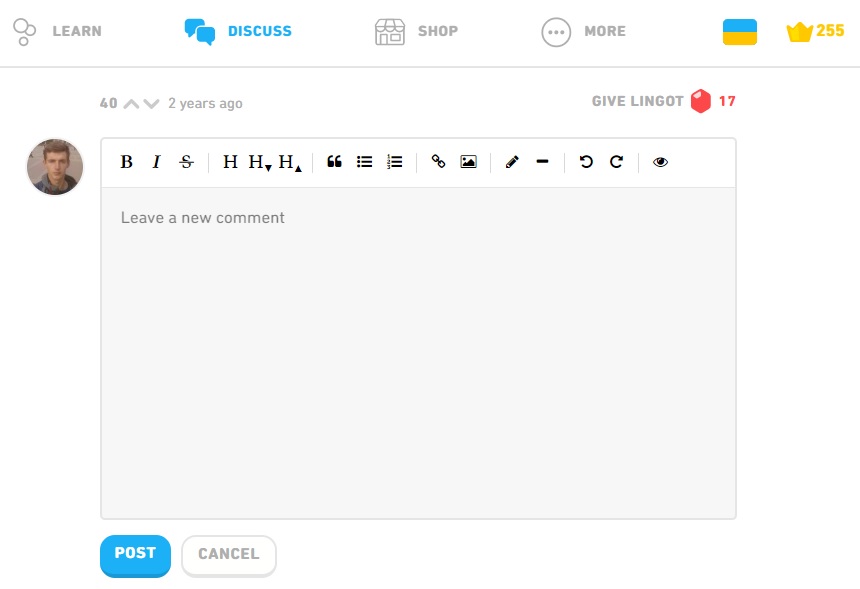 LEARN DISCUSS SHOP MORE 255
40 2 years ago GIVE LINGOT 17
B I S H H H
Leave a new comment
POST CANCEL